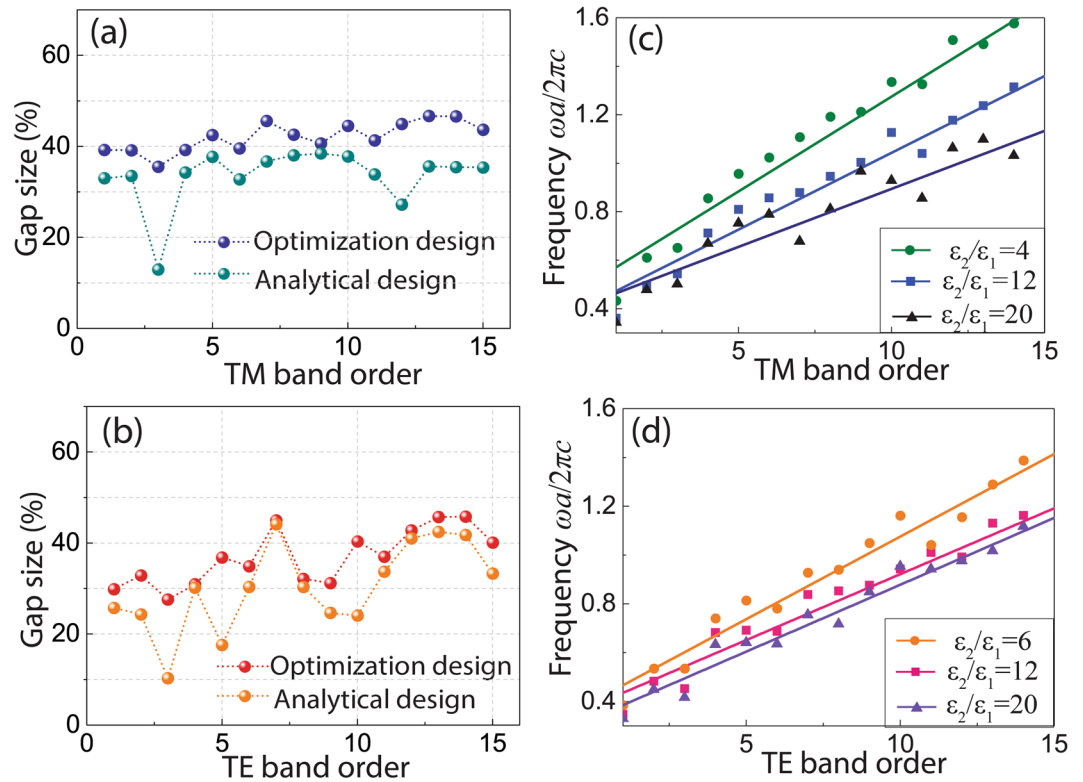 (a)
60
40
20
0
Gap size (%)
Optimization design
Analytical design
0 5 10 15
TM band order
(c)
1.6
1.2
0.8
0.4
Frequency ωa/2πc
ε₂/ε₁=4
ε₂/ε₁=12
ε₂/ε₁=20
5 10 15
TM band order
(b)
60
40
20
0
Gap size (%)
Optimization design
Analytical design
0 5 10 15
TE band order
(d)
1.6
1.2
0.8
0.4
Frequency ωa/2πc
ε₂/ε₁=6
ε₂/ε₁=12
ε₂/ε₁=20
5 10 15
TE band order